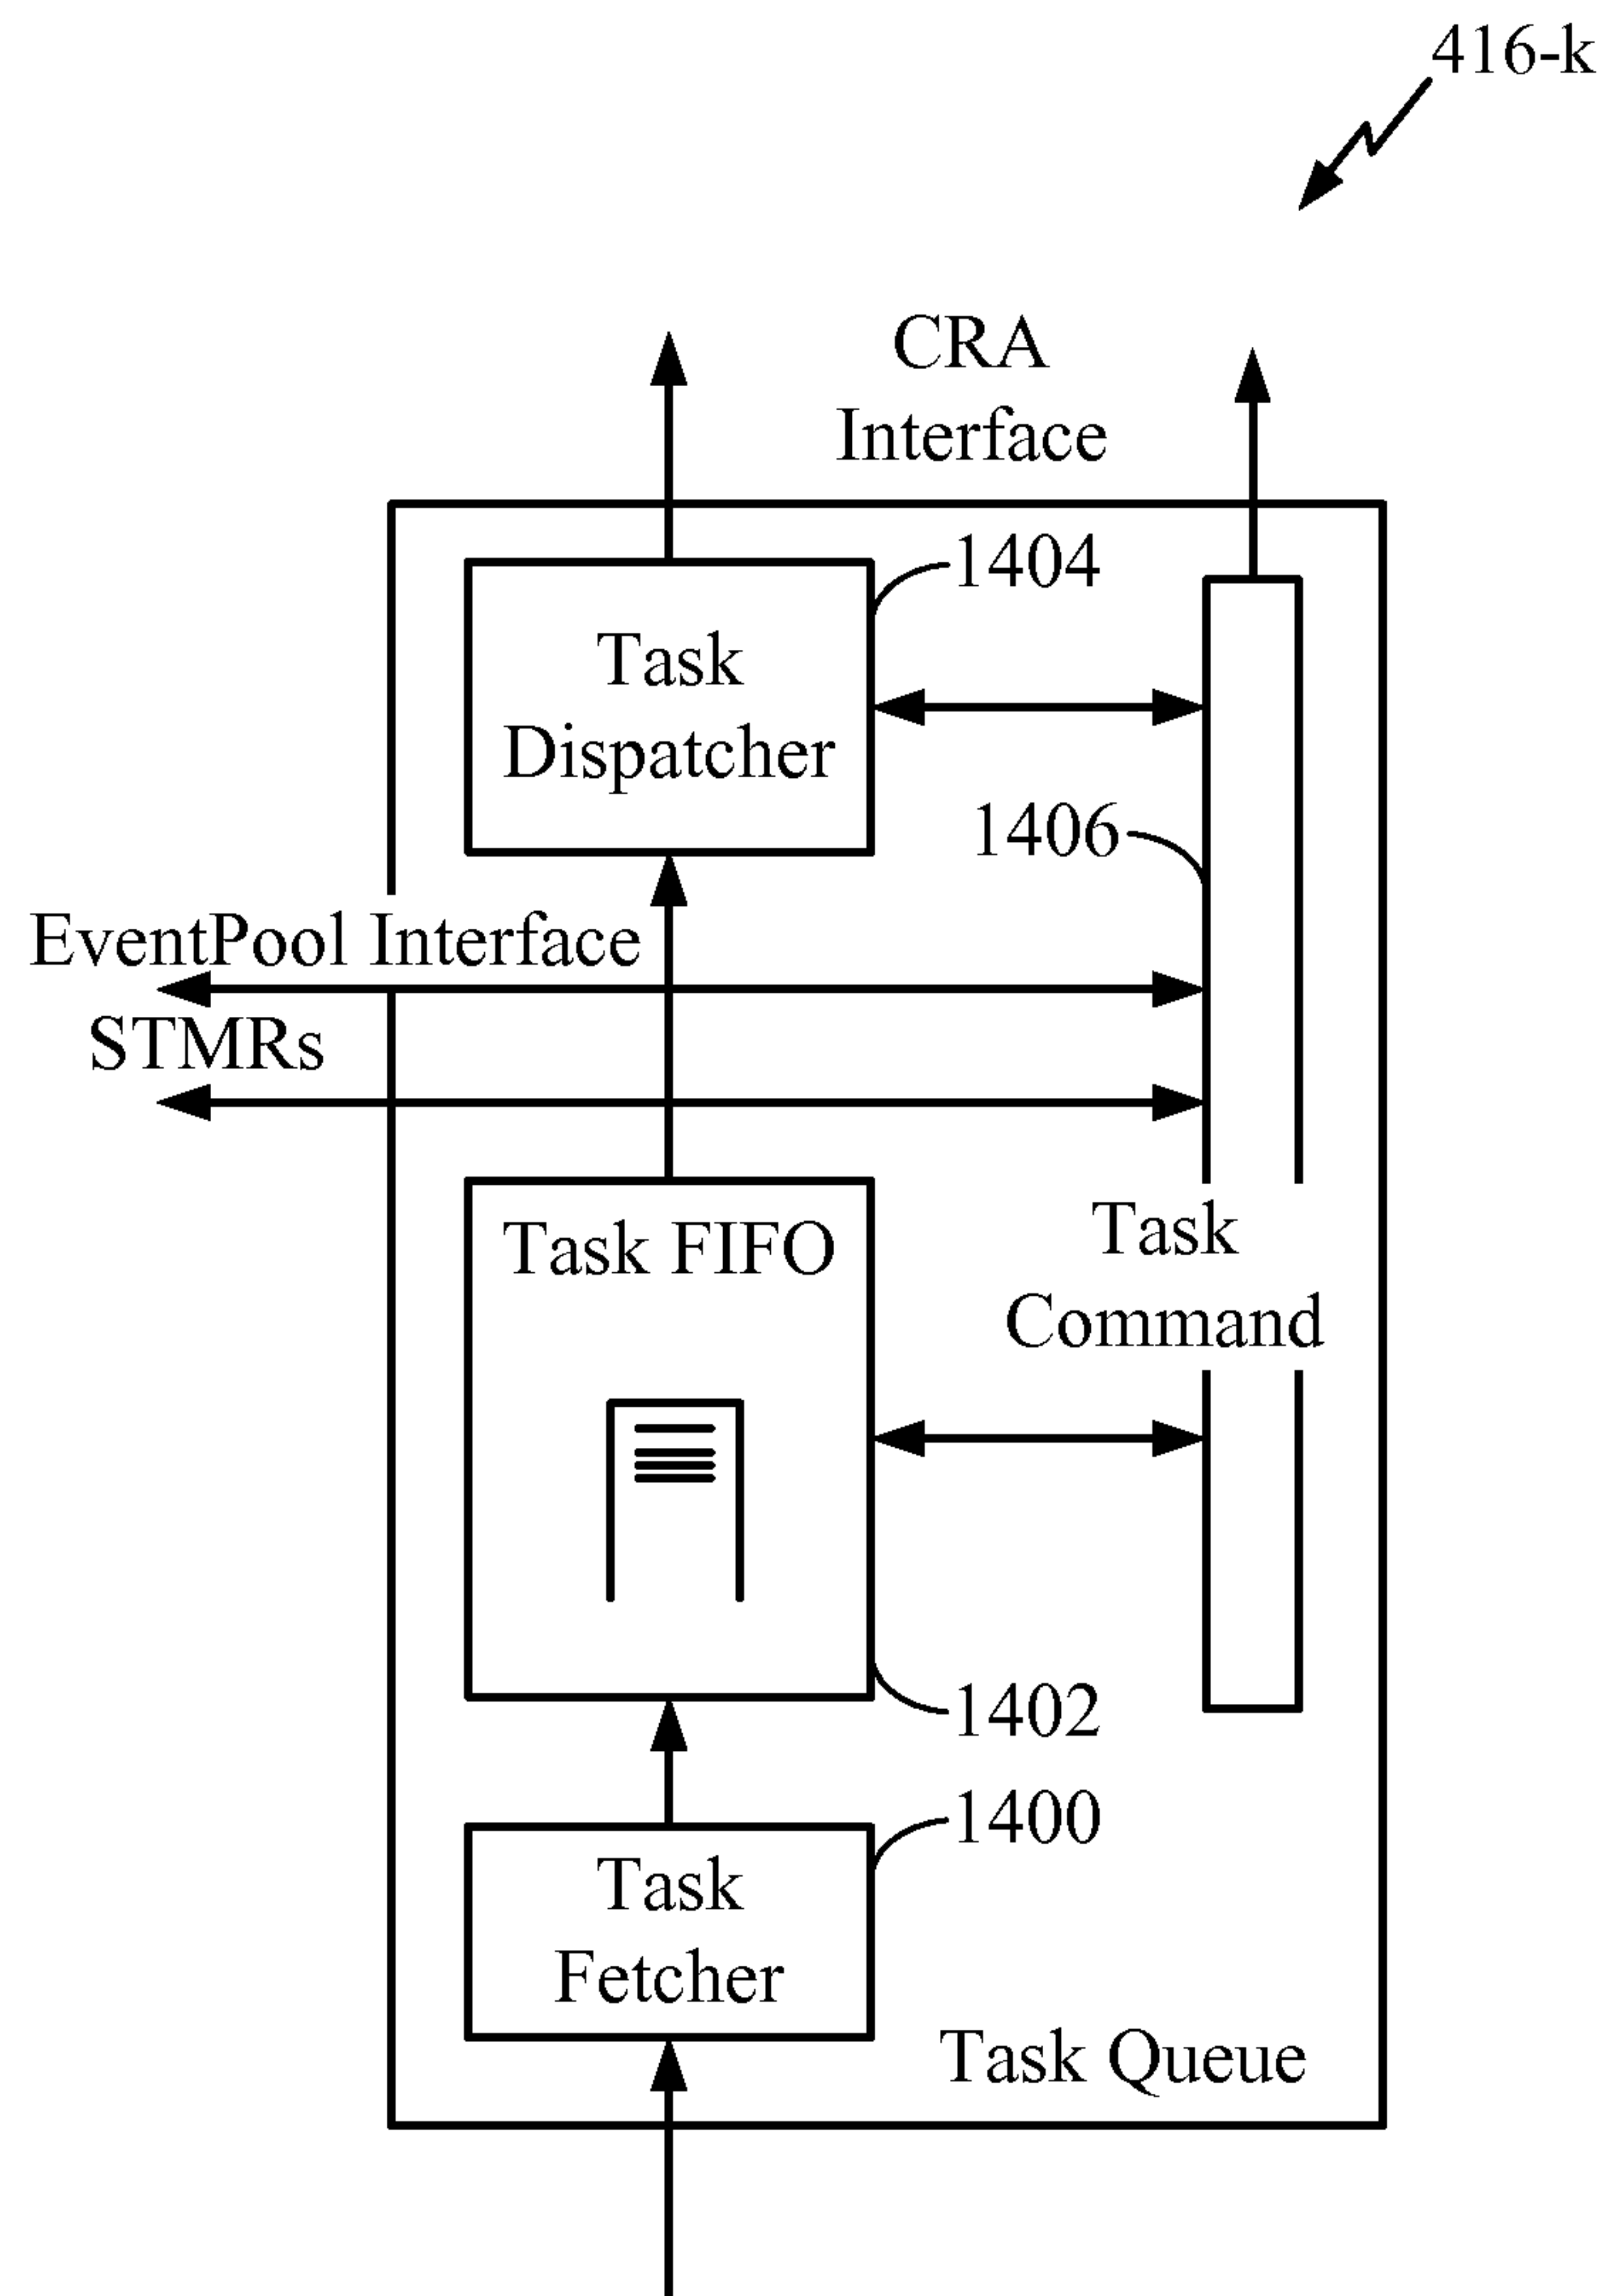 416-k
CRA
Interface
1404
Task
Dispatcher
1406
EventPool Interface
STMRs
Task FIFO
Task
Command
1402
1400
Task
Fetcher
Task Queue